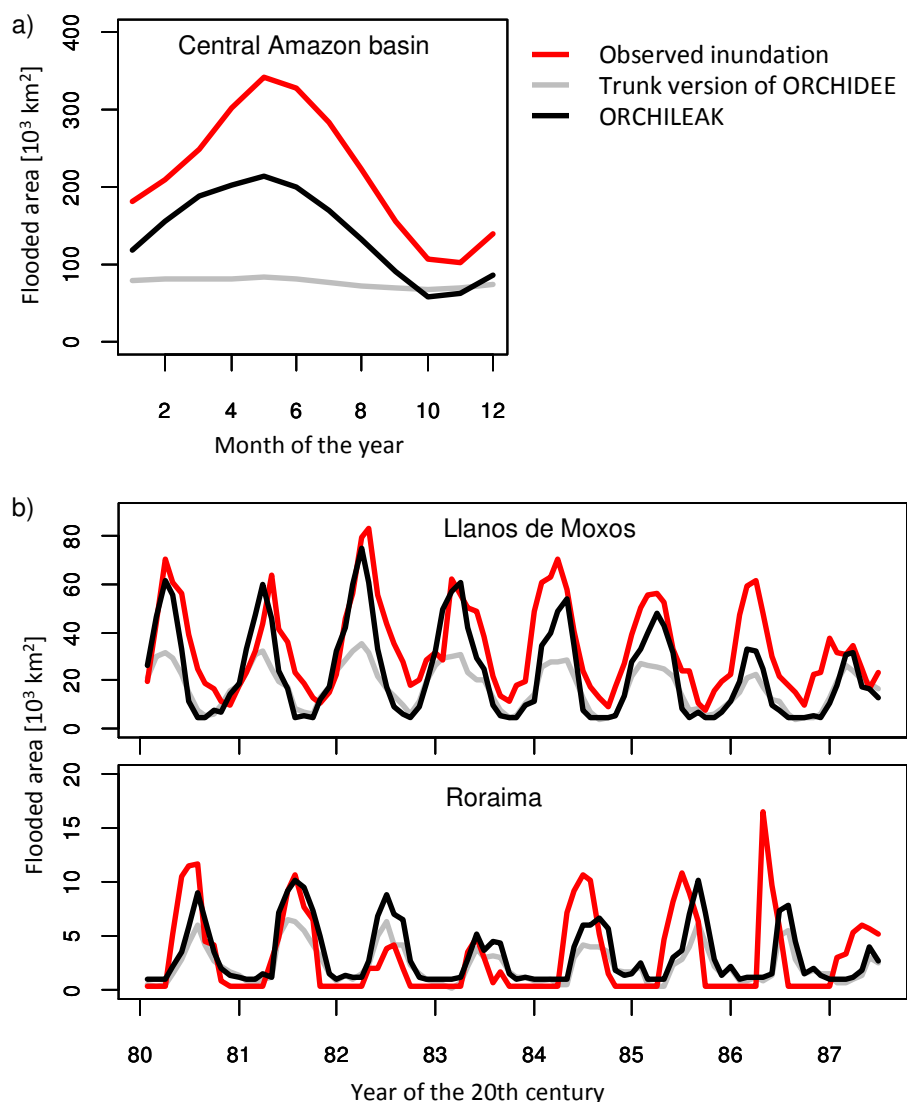 a)
Central Amazon basin
Observed inundation
Trunk version of ORCHIDEE
ORCHILEAK
Flooded area [10³ km²]
400
300
200
100
0
2 4 6 8 10 12
Month of the year
b)
Llanos de Moxos
80
60
40
20
0
Flooded area [10³ km²]
Roraima
20
15
10
5
0
80 81 82 83 84 85 86 87
Year of the 20th century